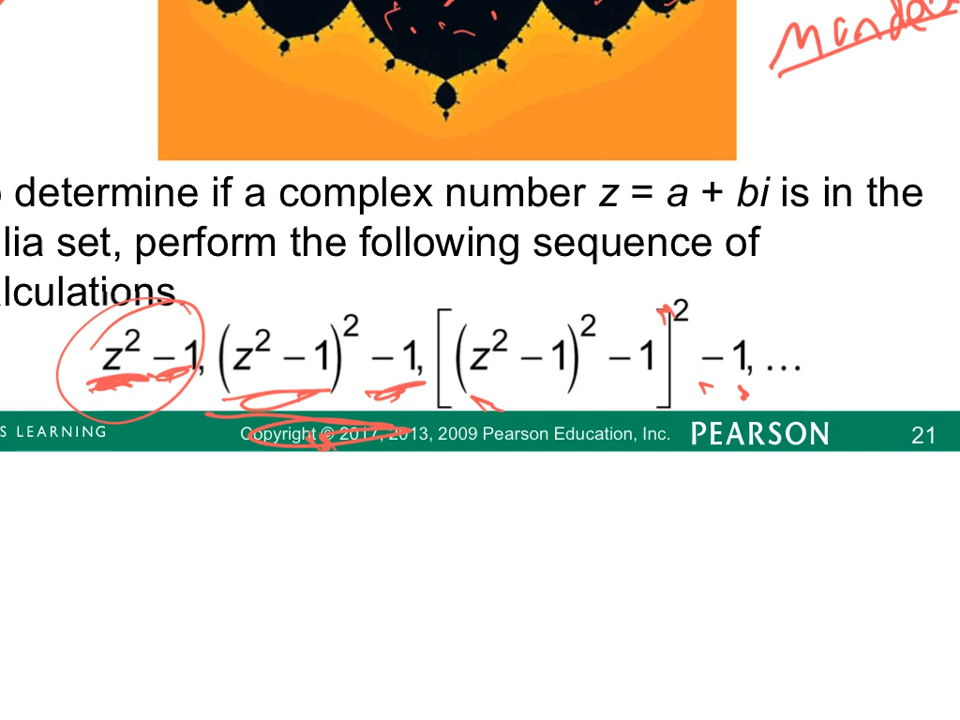 determine if a complex number z = a + bi is in the
lia set, perform the following sequence of
lculations
z² – 1, (z² – 1)² – 1, [(z² – 1)² – 1]² – 1, …
S LEARNING Copyright © 2017, 2013, 2009 Pearson Education, Inc. PEARSON 21